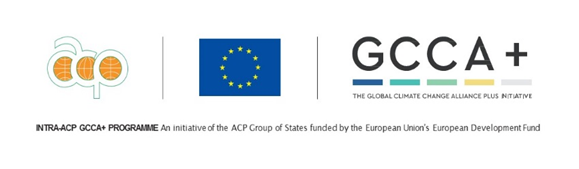 acp
GCCA+
THE GLOBAL CLIMATE CHANGE ALLIANCE PLUS INITIATIVE
INTRA-ACP GCCA+ PROGRAMME An initiative of the ACP Group of States funded by the European Union's European Development Fund